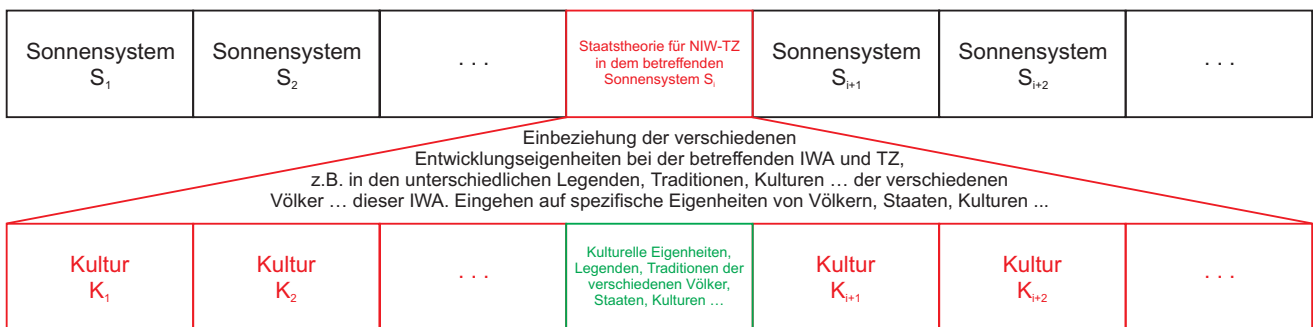 Sonnensystem
S₁
Sonnensystem
S₂
. . .
Staatstheorie für NIW-TZ
in dem betreffenden
Sonnensystem Sᵢ
Sonnensystem
Sᵢ₊₁
Sonnensystem
Sᵢ₊₂
. . .
Einbeziehung der verschiedenen
Entwicklungseigenheiten bei der betreffenden IWA und TZ,
z.B. in den unterschiedlichen Legenden, Traditionen, Kulturen … der verschiedenen
Völker … dieser IWA. Eingehen auf spezifische Eigenheiten von Völkern, Staaten, Kulturen ...
Kultur
K₁
Kultur
K₂
. . .
Kulturelle Eigenheiten,
Legenden, Traditionen der
verschiedenen Völker,
Staaten, Kulturen …
Kultur
Kᵢ₊₁
Kultur
Kᵢ₊₂
. . .